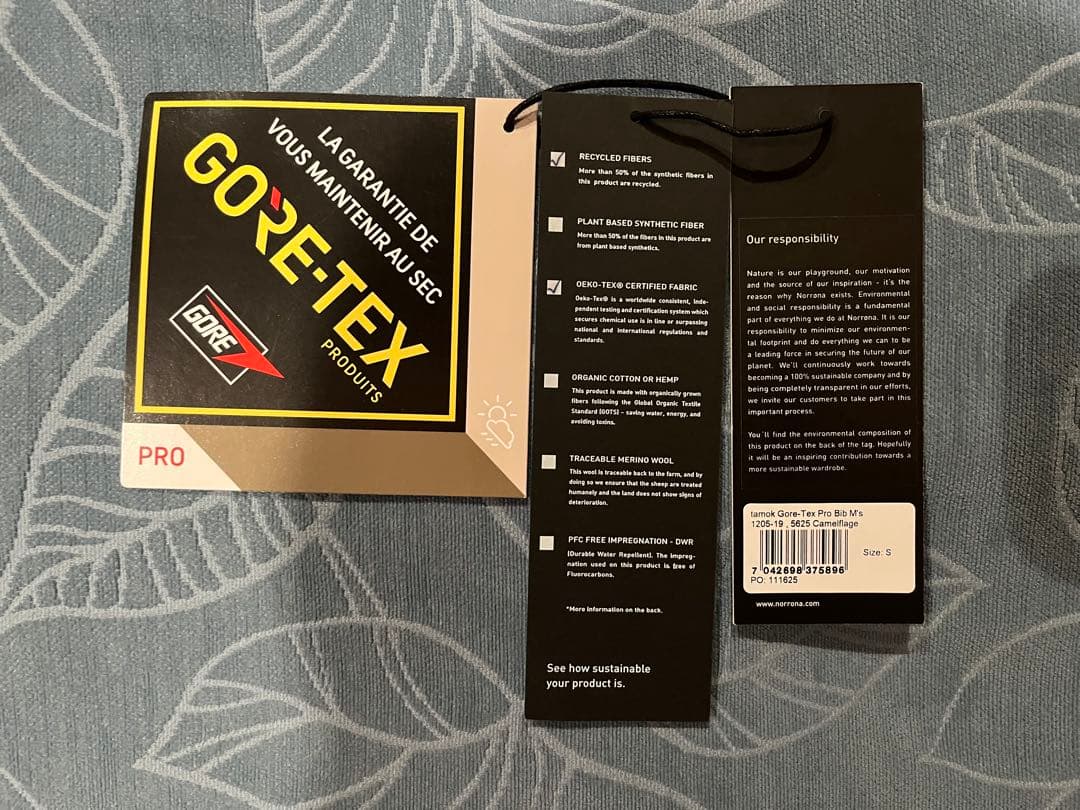 LA GARANTIE DE
VOUS MAINTENIR AU SEC
GORE-TEX
PRODUITS
GORE
PRO
RECYCLED FIBERS
More than 50% of the synthetic fibers in
this product are recycled.
PLANT BASED SYNTHETIC FIBER
More than 50% of the fibers in this product are
from plant based synthetics.
OEKO-TEX® CERTIFIED FABRIC
Oeko-Tex® is a worldwide consistent, inde-
pendent testing and certification system which
secures chemical use is in line or surpassing
national and international regulations and
standards.
ORGANIC COTTON OR HEMP
This product is made with organically grown
fibers following the Global Organic Textile
Standard (GOTS) – saving water, energy, and
avoiding toxins.
TRACEABLE MERINO WOOL
This wool is traceable back to the farm, and by
doing so we ensure that the sheep are treated
humanely and the land does not show signs of
deterioration.
PFC FREE IMPREGNATION - DWR
(Durable Water Repellent). The impreg-
nation used on this product is free of
Fluorocarbons.
*More information on the back.
See how sustainable
your product is.
Our responsibility
Nature is our playground, our motivation
and the source of our inspiration - it's the
reason why Norrøna exists. Environmental
and social responsibility is a fundamental
part of everything we do at Norrøna. It is our
responsibility to minimize our environmen-
tal footprint and do everything we can to be
a leading force in securing the future of our
planet. We'll continuously work towards
becoming a 100% sustainable company and by
being completely transparent in our efforts,
we invite our customers to take part in this
important process.
You'll find the environmental composition of
this product on the back of the tag. Hopefully
it will be an inspiring contribution towards a
more sustainable wardrobe.
tamok Gore-Tex Pro Bib M's
1205-19 , 5625 Camelflage
Size: S
7 042698 375896
PO: 111625
www.norrona.com